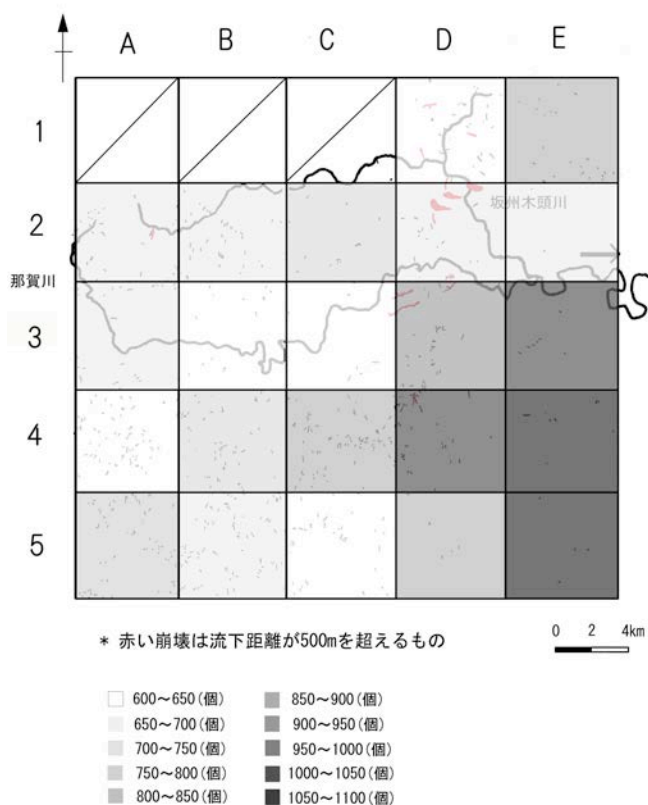 A B C D E
1
2
坂州木頭川
那賀川
3
4
5
* 赤い崩壊は流下距離が500mを超えるもの
0 2 4km
600～650(個)
650～700(個)
700～750(個)
750～800(個)
800～850(個)
850～900(個)
900～950(個)
950～1000(個)
1000～1050(個)
1050～1100(個)